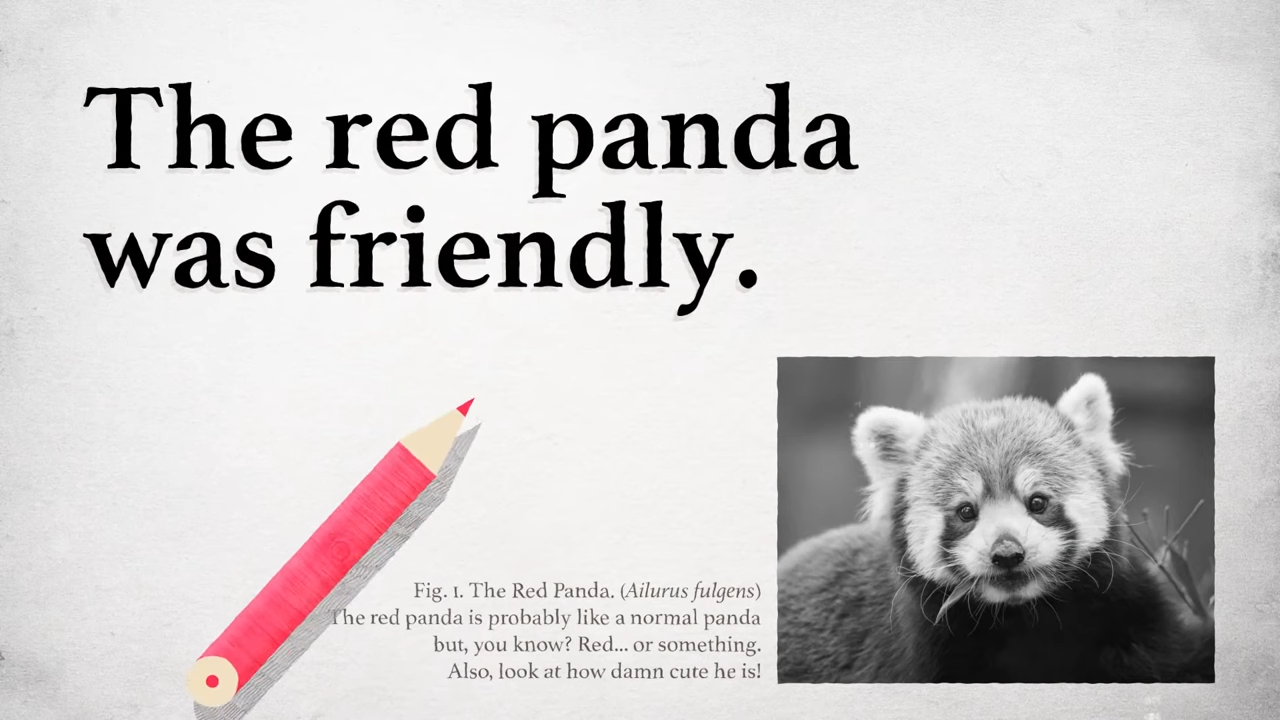 The red panda
was friendly.
Fig. 1. The Red Panda. (Ailurus fulgens)
The red panda is probably like a normal panda
but, you know? Red... or something.
Also, look at how damn cute he is!